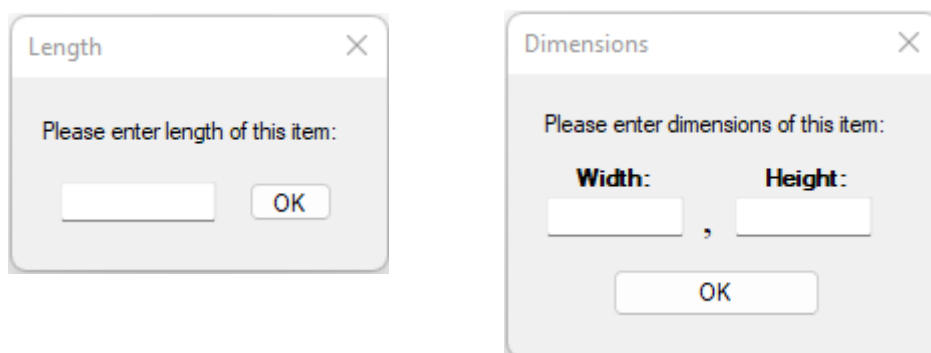 Length
Please enter length of this item:
OK
Dimensions
Please enter dimensions of this item:
Width: Height:
,
OK